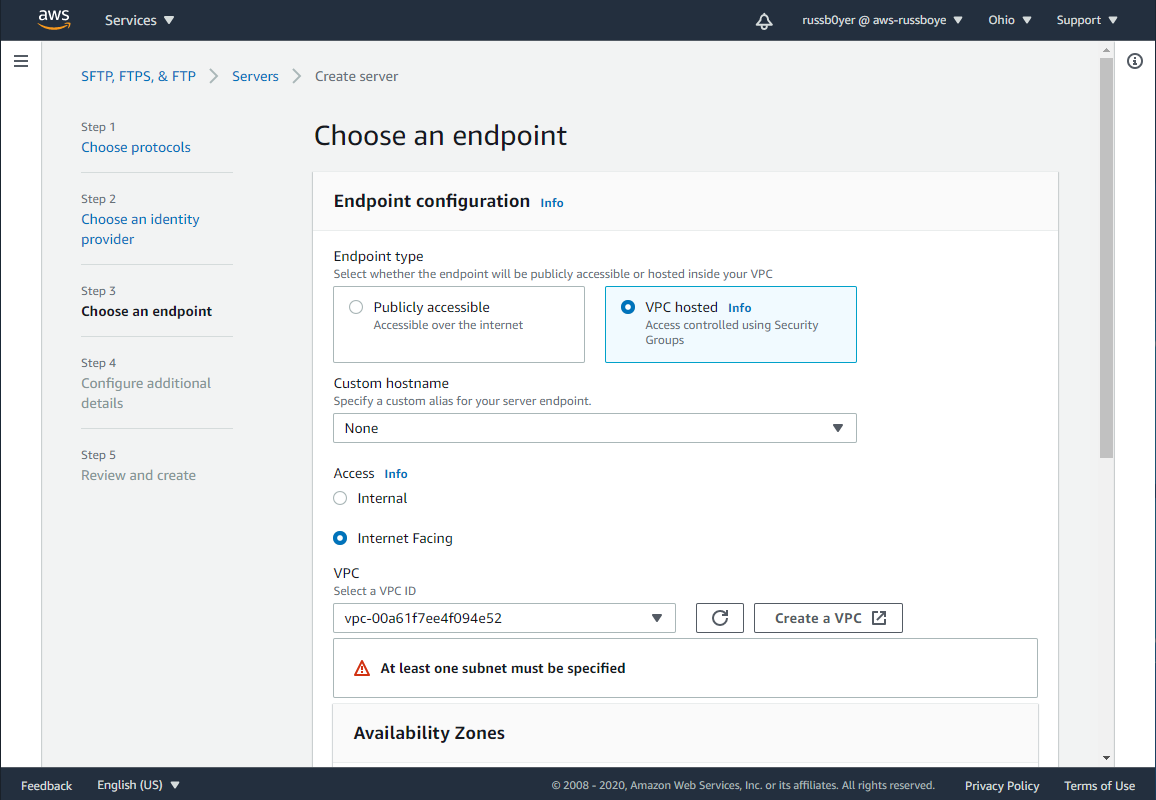 aws
Services
russb0yer @ aws-russboye
Ohio
Support
SFTP, FTPS, & FTP
Servers
Create server
Step 1
Choose protocols
Step 2
Choose an identity
provider
Step 3
Choose an endpoint
Step 4
Configure additional
details
Step 5
Review and create
Choose an endpoint
Endpoint configuration Info
Endpoint type
Select whether the endpoint will be publicly accessible or hosted inside your VPC
Publicly accessible
Accessible over the internet
VPC hosted Info
Access controlled using Security
Groups
Custom hostname
Specify a custom alias for your server endpoint.
None
Access Info
Internal
Internet Facing
VPC
Select a VPC ID
vpc-00a61f7ee4f094e52
Create a VPC
At least one subnet must be specified
Availability Zones
Feedback
English (US)
© 2008 - 2020, Amazon Web Services, Inc. or its affiliates. All rights reserved.
Privacy Policy
Terms of Use